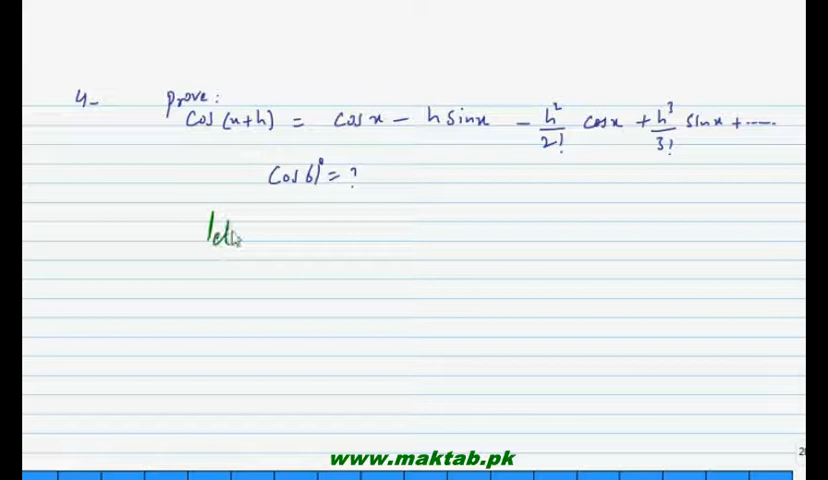 4- prove:
cos (x+h) = cos x - h sin x - h²/2! cos x + h³/3! sin x + .....
cos 61° = ?
let
www.maktab.pk